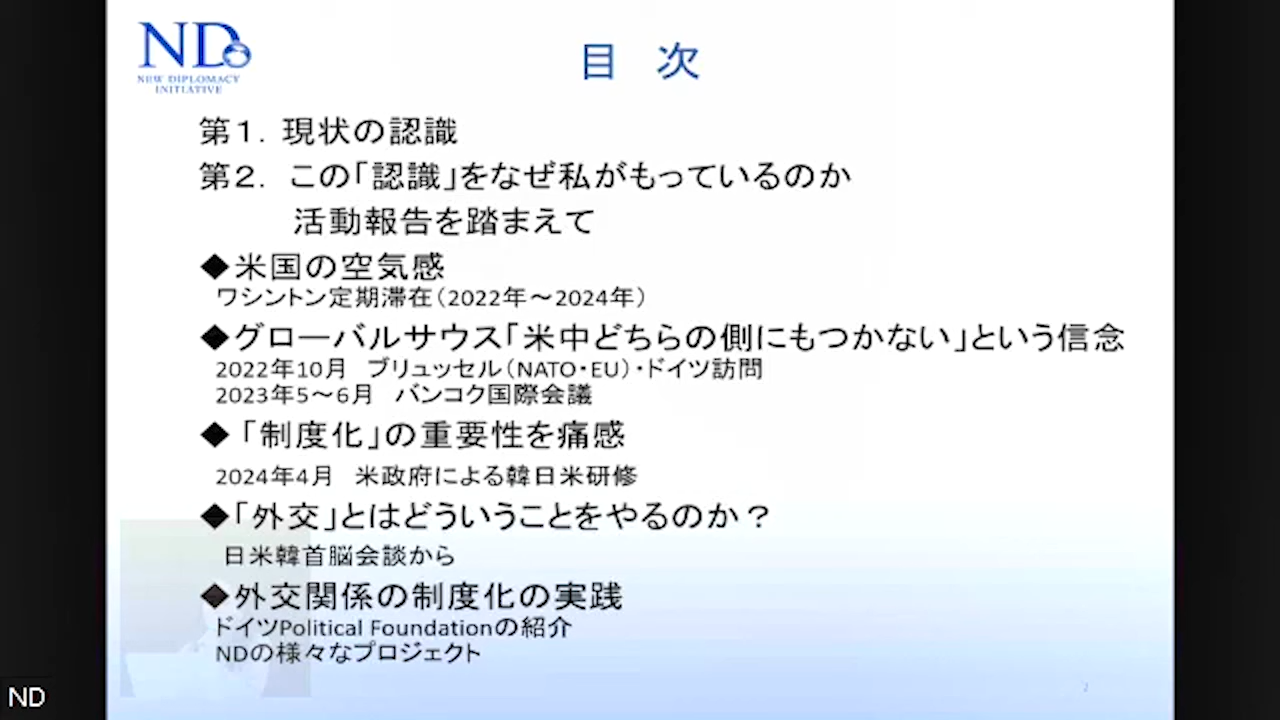 ND
NEW DIPLOMACY
INITIATIVE
目 次
第１．現状の認識
第２．この「認識」をなぜ私がもっているのか
活動報告を踏まえて
◆米国の空気感
ワシントン定期滞在（2022年～2024年）
◆グローバルサウス「米中どちらの側にもつかない」という信念
2022年10月 ブリュッセル（NATO・EU）・ドイツ訪問
2023年5～6月 バンコク国際会議
◆「制度化」の重要性を痛感
2024年4月 米政府による韓日米研修
◆「外交」とはどういうことをやるのか？
日米韓首脳会談から
◆外交関係の制度化の実践
ドイツPolitical Foundationの紹介
NDの様々なプロジェクト
2
ND